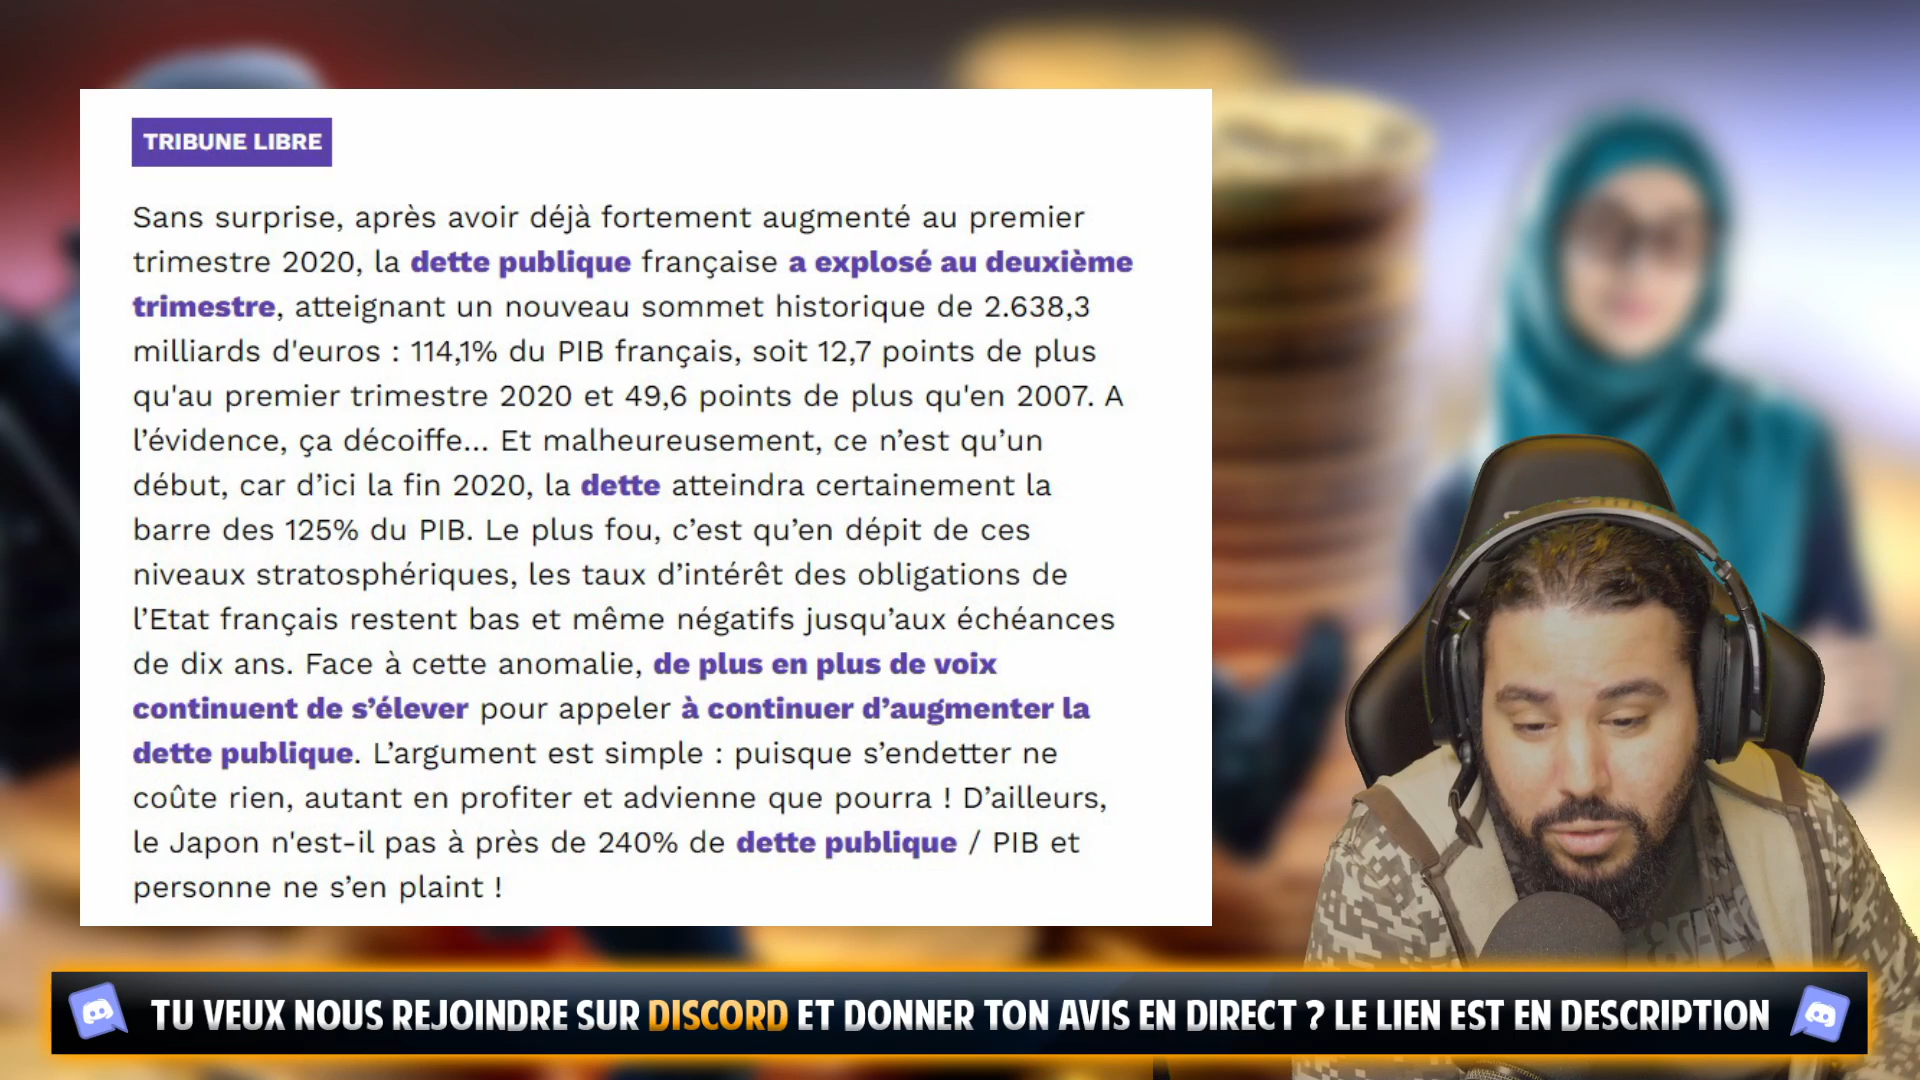 TRIBUNE LIBRE
Sans surprise, après avoir déjà fortement augmenté au premier
trimestre 2020, la dette publique française a explosé au deuxième
trimestre, atteignant un nouveau sommet historique de 2.638,3
milliards d'euros : 114,1% du PIB français, soit 12,7 points de plus
qu'au premier trimestre 2020 et 49,6 points de plus qu'en 2007. A
l’évidence, ça décoiffe... Et malheureusement, ce n’est qu’un
début, car d’ici la fin 2020, la dette atteindra certainement la
barre des 125% du PIB. Le plus fou, c’est qu’en dépit de ces
niveaux stratosphériques, les taux d’intérêt des obligations de
l’Etat français restent bas et même négatifs jusqu’aux échéances
de dix ans. Face à cette anomalie, de plus en plus de voix
continuent de s’élever pour appeler à continuer d’augmenter la
dette publique. L’argument est simple : puisque s’endetter ne
coûte rien, autant en profiter et advienne que pourra ! D’ailleurs,
le Japon n'est-il pas à près de 240% de dette publique / PIB et
personne ne s’en plaint !
TU VEUX NOUS REJOINDRE SUR DISCORD ET DONNER TON AVIS EN DIRECT ? LE LIEN EST EN DESCRIPTION